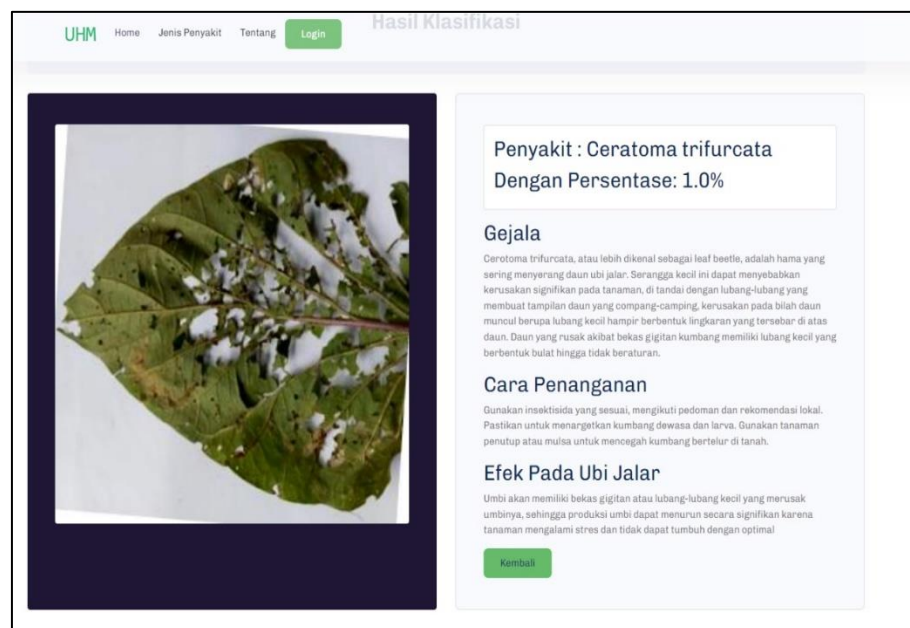 Hasil Klasifikasi
UHM Home Jenis Penyakit Tentang Login
Penyakit : Ceratoma trifurcata
Dengan Persentase: 1.0%
Gejala
Cerotoma trifurcata, atau lebih dikenal sebagai leaf beetle, adalah hama yang
sering menyerang daun ubi jalar. Serangga kecil ini dapat menyebabkan
kerusakan signifikan pada tanaman, di tandai dengan lubang-lubang yang
membuat tampilan daun yang compang-camping, kerusakan pada bilah daun
muncul berupa lubang kecil hampir berbentuk lingkaran yang tersebar di atas
daun. Daun yang rusak akibat bekas gigitan kumbang memiliki lubang kecil yang
berbentuk bulat hingga tidak beraturan.
Cara Penanganan
Gunakan insektisida yang sesuai, mengikuti pedoman dan rekomendasi lokal.
Pastikan untuk menargetkan kumbang dewasa dan larva. Gunakan tanaman
penutup atau mulsa untuk mencegah kumbang bertelur di tanah.
Efek Pada Ubi Jalar
Umbi akan memiliki bekas gigitan atau lubang-lubang kecil yang merusak
umbinya, sehingga produksi umbi dapat menurun secara signifikan karena
tanaman mengalami stres dan tidak dapat tumbuh dengan optimal
Kembali